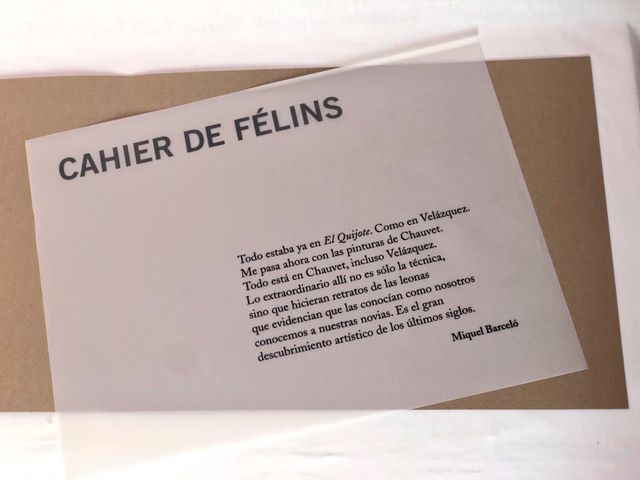 CAHIER DE FÉLINS
Todo estaba ya en El Quijote. Como en Velázquez.
Me pasa ahora con las pinturas de Chauvet.
Todo está en Chauvet, incluso Velázquez.
Lo extraordinario allí no es sólo la técnica,
sino que hicieran retratos de las leonas
que evidencian que las conocían como nosotros
conocemos a nuestras novias. Es el gran
descubrimiento artístico de los últimos siglos.
Miquel Barceló